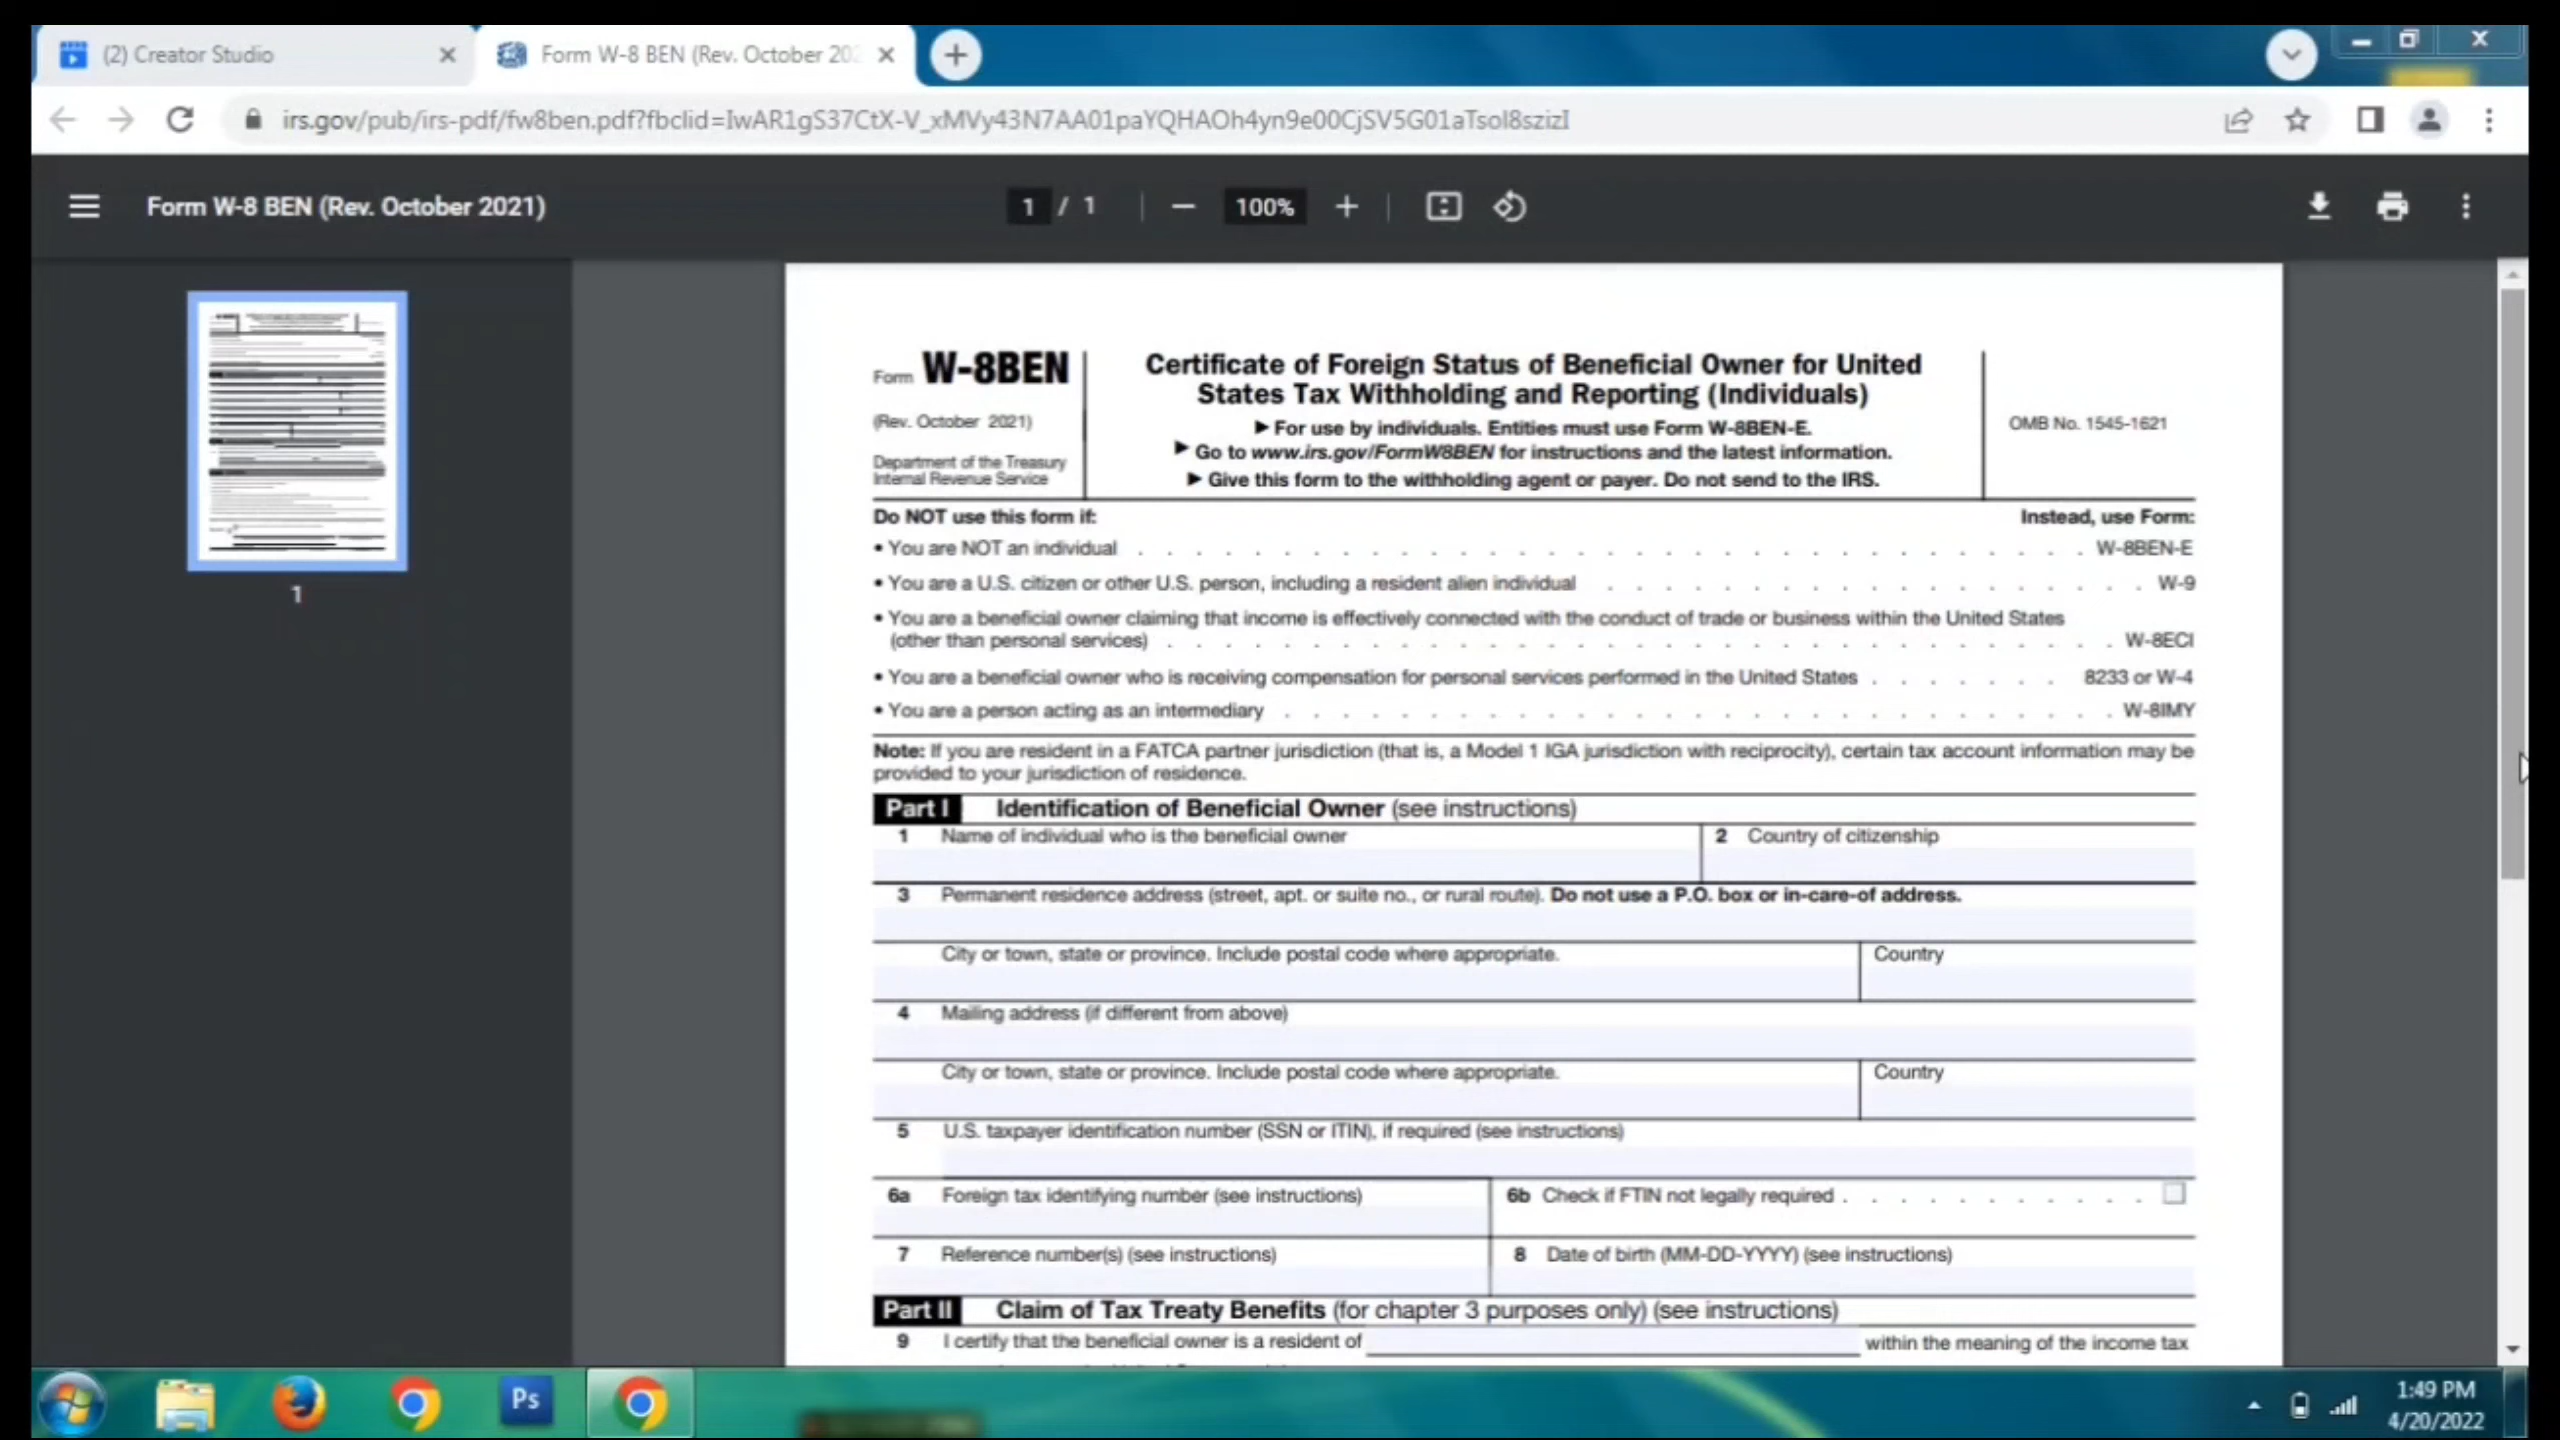 (2) Creator Studio
Form W-8 BEN (Rev. October 202
irs.gov/pub/irs-pdf/fw8ben.pdf?fbclid=IwAR1gS37CtX-V_xMVy43N7AA01paYQHAOh4yn9e00CjSV5G01aTsol8szizI
Form W-8 BEN (Rev. October 2021)
1 / 1
100%
1
Form W-8BEN
(Rev. October 2021)
Department of the Treasury
Internal Revenue Service
Certificate of Foreign Status of Beneficial Owner for United
States Tax Withholding and Reporting (Individuals)
▶ For use by individuals. Entities must use Form W-8BEN-E.
▶ Go to www.irs.gov/FormW8BEN for instructions and the latest information.
▶ Give this form to the withholding agent or payer. Do not send to the IRS.
OMB No. 1545-1621
Do NOT use this form if: Instead, use Form:
• You are NOT an individual . . . W-8BEN-E
• You are a U.S. citizen or other U.S. person, including a resident alien individual . . . W-9
• You are a beneficial owner claiming that income is effectively connected with the conduct of trade or business within the United States
(other than personal services) . . . W-8ECI
• You are a beneficial owner who is receiving compensation for personal services performed in the United States . . . 8233 or W-4
• You are a person acting as an intermediary . . . W-8IMY
Note: If you are resident in a FATCA partner jurisdiction (that is, a Model 1 IGA jurisdiction with reciprocity), certain tax account information may be
provided to your jurisdiction of residence.
Part I Identification of Beneficial Owner (see instructions)
1 Name of individual who is the beneficial owner
2 Country of citizenship
3 Permanent residence address (street, apt. or suite no., or rural route). Do not use a P.O. box or in-care-of address.
City or town, state or province. Include postal code where appropriate.
Country
4 Mailing address (if different from above)
City or town, state or province. Include postal code where appropriate.
Country
5 U.S. taxpayer identification number (SSN or ITIN), if required (see instructions)
6a Foreign tax identifying number (see instructions)
6b Check if FTIN not legally required . . .
7 Reference number(s) (see instructions)
8 Date of birth (MM-DD-YYYY) (see instructions)
Part II Claim of Tax Treaty Benefits (for chapter 3 purposes only) (see instructions)
9 I certify that the beneficial owner is a resident of within the meaning of the income tax
Ps
1:49 PM
4/20/2022